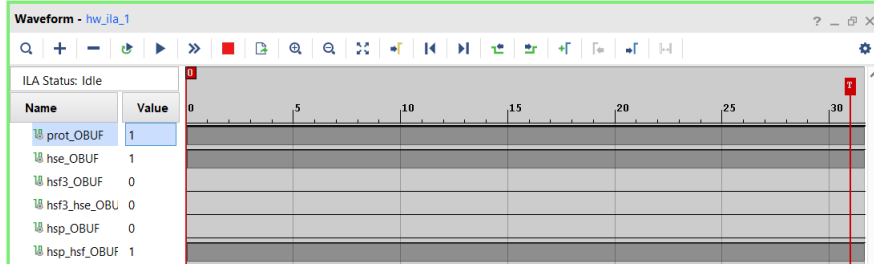 Waveform - hw_ila_1
ILA Status: Idle
Name Value
0
T
0 5 10 15 20 25 30
prot_OBUF 1
hse_OBUF 1
hsf3_OBUF 0
hsf3_hse_OBU 0
hsp_OBUF 0
hsp_hsf_OBUF 1